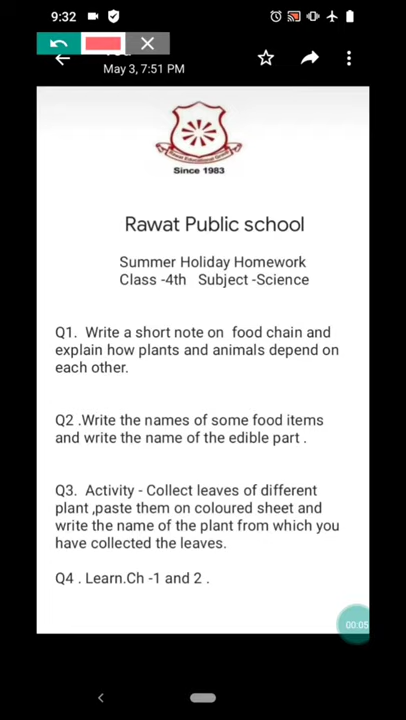 9:32
May 3, 7:51 PM
Since 1983
Rawat Public school
Summer Holiday Homework
Class -4th Subject -Science
Q1. Write a short note on food chain and
explain how plants and animals depend on
each other.
Q2 .Write the names of some food items
and write the name of the edible part .
Q3. Activity - Collect leaves of different
plant ,paste them on coloured sheet and
write the name of the plant from which you
have collected the leaves.
Q4 . Learn.Ch -1 and 2 .
00:05